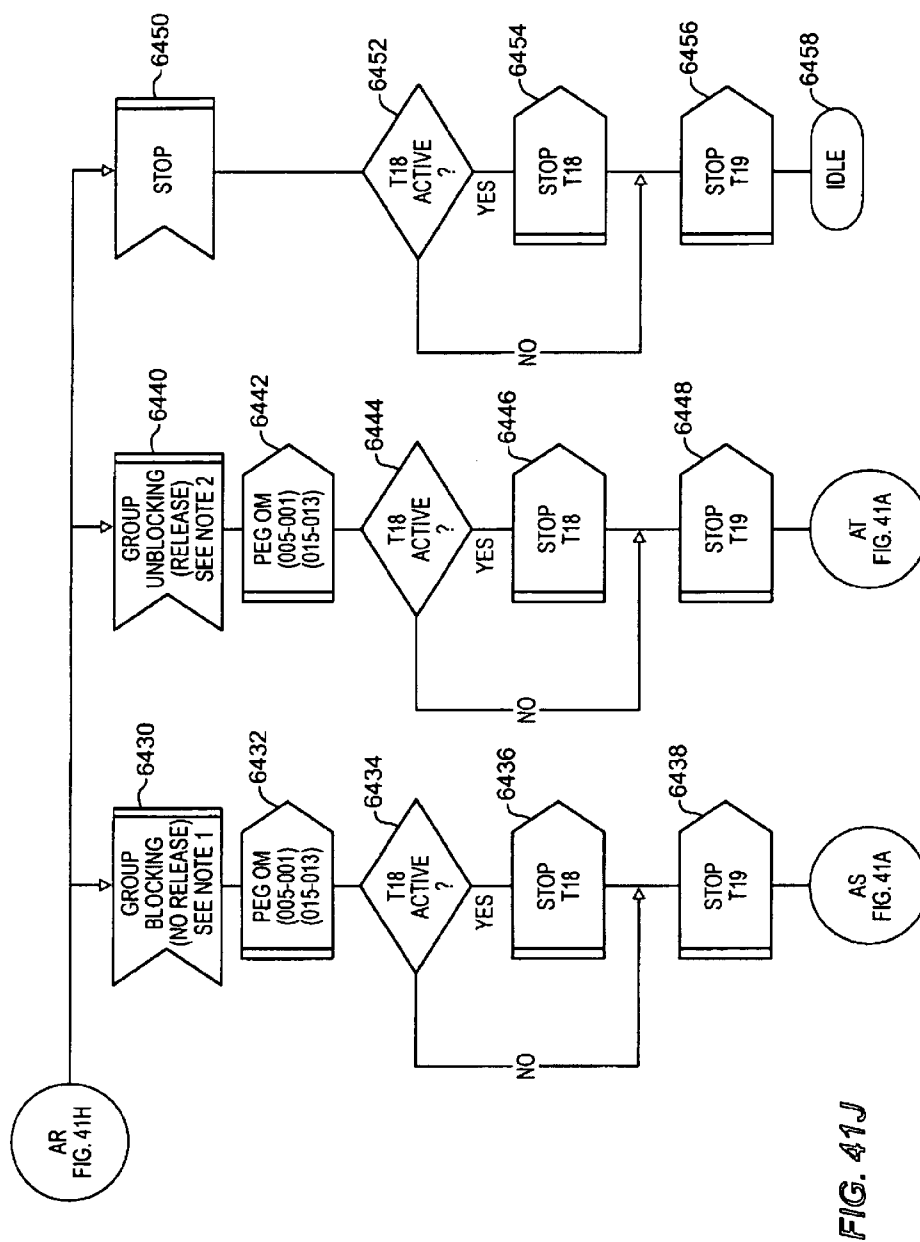 AR
FIG. 41H
GROUP
BLOCKING
(NO RELEASE)
SEE NOTE 1
6430
PEG OM
(005-001)
(015-013)
6432
T18
ACTIVE
?
6434
YES
NO
STOP
T18
6436
STOP
T19
6438
AS
FIG. 41A
GROUP
UNBLOCKING
(RELEASE)
SEE NOTE 2
6440
PEG OM
(005-001)
(015-013)
6442
T18
ACTIVE
?
6444
YES
NO
STOP
T18
6446
STOP
T19
6448
AT
FIG. 41A
STOP
6450
T18
ACTIVE
?
6452
YES
NO
STOP
T18
6454
STOP
T19
6456
IDLE
6458
FIG. 41J